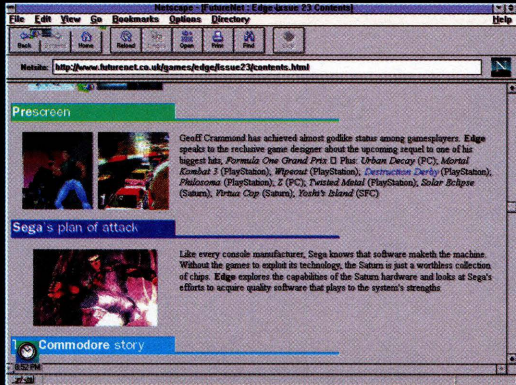 Netscape - [FutureNet : Edge Issue 23 Contents]
File Edit View Go Bookmarks Options Directory Help
Back Forward Home Reload Images Open Print Find Stop
Netsite: http://www.futurenet.co.uk/games/edge/issue23/contents.html
N
Prescreen
Geoff Crammond has achieved almost godlike status among gamesplayers. Edge
speaks to the reclusive game designer about the upcoming sequel to one of his
biggest hits, Formula One Grand Prix □ Plus: Urban Decay (PC); Mortal
Kombat 3 (PlayStation); Wipeout (PlayStation); Destruction Derby (PlayStation);
Philosoma (PlayStation); Z (PC); Twisted Metal (PlayStation); Solar Eclipse
(Saturn); Virtua Cop (Saturn); Yoshi's Island (SFC)
Sega's plan of attack
Like every console manufacturer, Sega knows that software maketh the machine.
Without the games to exploit its technology, the Saturn is just a worthless collection
of chips. Edge explores the capabilities of the Saturn hardware and looks at Sega's
efforts to acquire quality software that plays to the system's strengths
Commodore story
8:52 PM